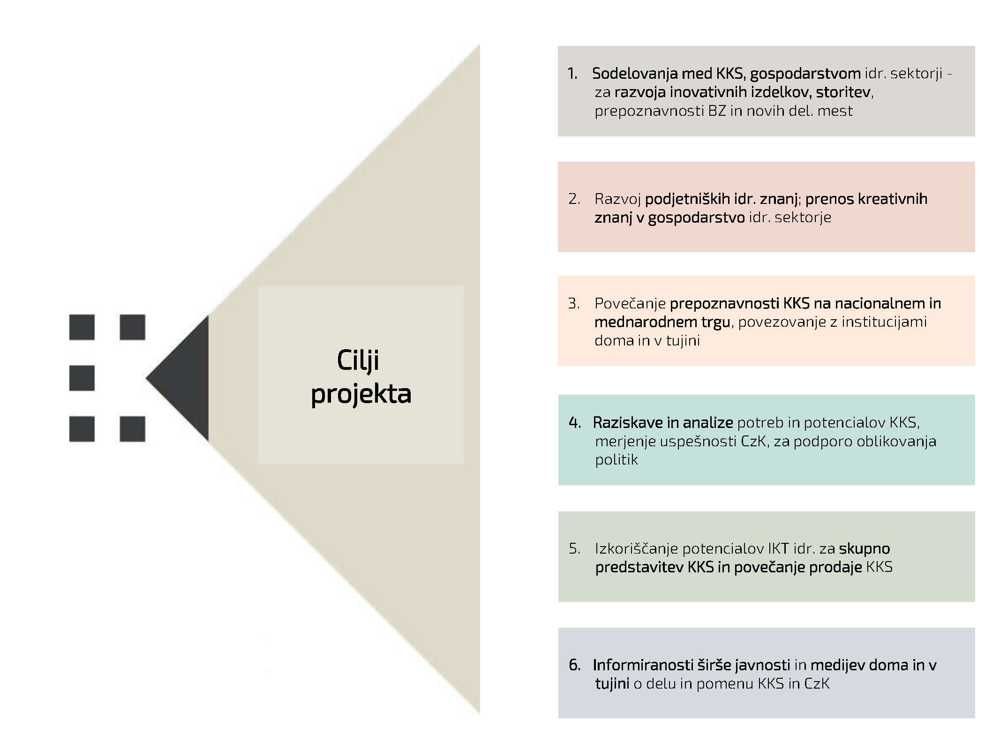 Cilji
projekta
1. Sodelovanja med KKS, gospodarstvom idr. sektorji -
za razvoja inovativnih izdelkov, storitev,
prepoznavnosti BZ in novih del. mest
2. Razvoj podjetniških idr. znanj; prenos kreativnih
znanj v gospodarstvo idr. sektorje
3. Povečanje prepoznavnosti KKS na nacionalnem in
mednarodnem trgu, povezovanje z institucijami
doma in v tujini
4. Raziskave in analize potreb in potencialov KKS,
merjenje uspešnosti CzK, za podporo oblikovanja
politik
5. Izkoriščanje potencialov IKT idr. za skupno
predstavitev KKS in povečanje prodaje KKS
6. Informiranosti širše javnosti in medijev doma in v
tujini o delu in pomenu KKS in CzK